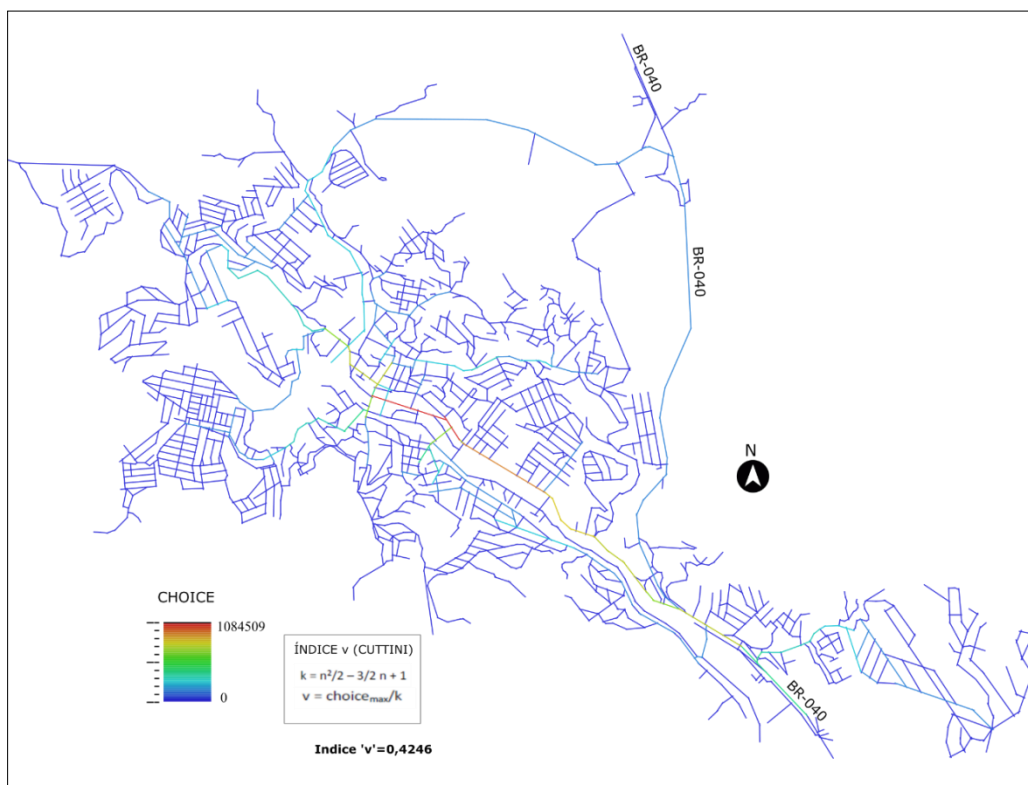 BR-040
BR-040
N
CHOICE
1084509
0
ÍNDICE v (CUTTINI)
k = n²/2 – 3/2 n + 1
v = choiceₘₐₓ/k
Indice 'v'=0,4246
BR-040